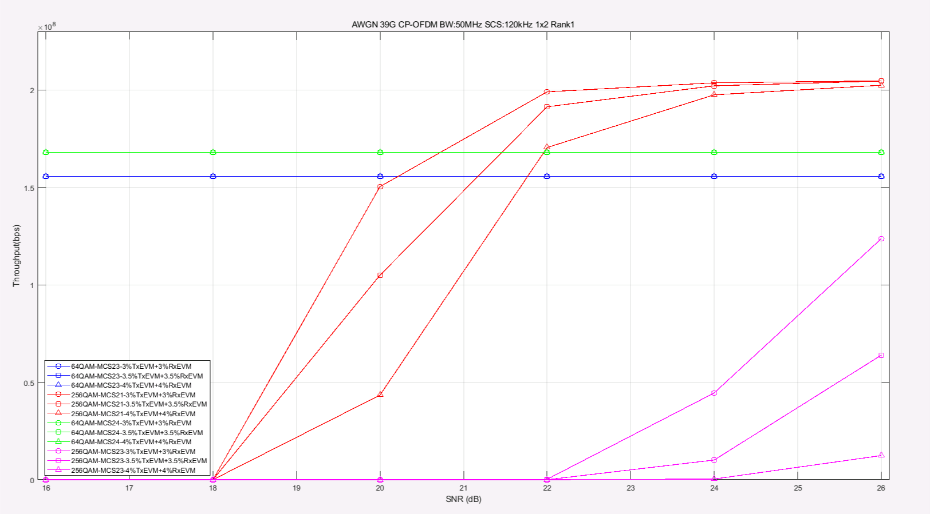 AWGN 39G CP-OFDM BW:50MHz SCS:120kHz 1x2 Rank1
×10^8
2
1.5
1
0.5
0
Throughput(bps)
64QAM-MCS23-3%TxEVM+3%RxEVM
64QAM-MCS23-3.5%TxEVM+3.5%RxEVM
64QAM-MCS23-4%TxEVM+4%RxEVM
256QAM-MCS21-3%TxEVM+3%RxEVM
256QAM-MCS21-3.5%TxEVM+3.5%RxEVM
256QAM-MCS21-4%TxEVM+4%RxEVM
64QAM-MCS24-3%TxEVM+3%RxEVM
64QAM-MCS24-3.5%TxEVM+3.5%RxEVM
64QAM-MCS24-4%TxEVM+4%RxEVM
256QAM-MCS23-3%TxEVM+3%RxEVM
256QAM-MCS23-3.5%TxEVM+3.5%RxEVM
256QAM-MCS23-4%TxEVM+4%RxEVM
16 17 18 19 20 21 22 23 24 25 26
SNR (dB)